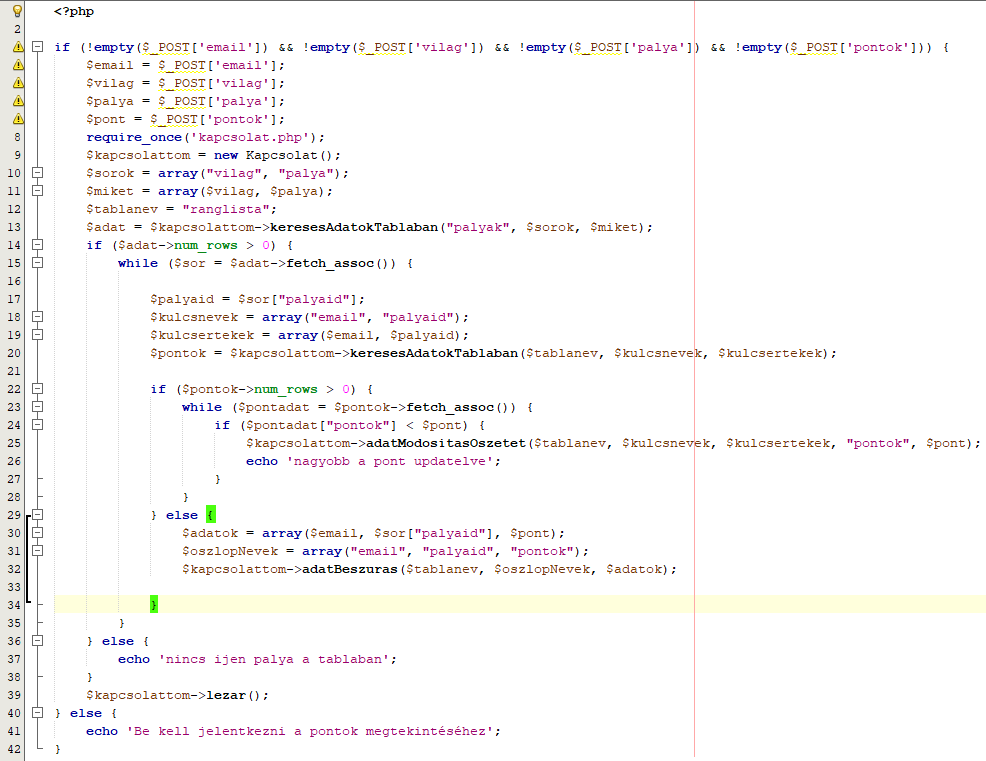 <?php
2
if (!empty($_POST['email']) && !empty($_POST['vilag']) && !empty($_POST['palya']) && !empty($_POST['pontok'])) {
$email = $_POST['email'];
$vilag = $_POST['vilag'];
$palya = $_POST['palya'];
$pont = $_POST['pontok'];
8 require_once('kapcsolat.php');
9 $kapcsolattom = new Kapcsolat();
10 $sorok = array("vilag", "palya");
11 $miket = array($vilag, $palya);
12 $tablanev = "ranglista";
13 $adat = $kapcsolattom->keresesAdatokTablaban("palyak", $sorok, $miket);
14 if ($adat->num_rows > 0) {
15 while ($sor = $adat->fetch_assoc()) {
16
17 $palyaid = $sor["palyaid"];
18 $kulcsnevek = array("email", "palyaid");
19 $kulcsertekek = array($email, $palyaid);
20 $pontok = $kapcsolattom->keresesAdatokTablaban($tablanev, $kulcsnevek, $kulcsertekek);
21
22 if ($pontok->num_rows > 0) {
23 while ($pontadat = $pontok->fetch_assoc()) {
24 if ($pontadat["pontok"] < $pont) {
25 $kapcsolattom->adatModositasOszetet($tablanev, $kulcsnevek, $kulcsertekek, "pontok", $pont);
26 echo 'nagyobb a pont updatelve';
27 }
28 }
29 } else {
30 $adatok = array($email, $sor["palyaid"], $pont);
31 $oszlopNevek = array("email", "palyaid", "pontok");
32 $kapcsolattom->adatBeszuras($tablanev, $oszlopNevek, $adatok);
33
34 }
35 }
36 } else {
37 echo 'nincs ijen palya a tablaban';
38 }
39 $kapcsolattom->lezar();
40 } else {
41 echo 'Be kell jelentkezni a pontok megtekintéséhez';
42 }